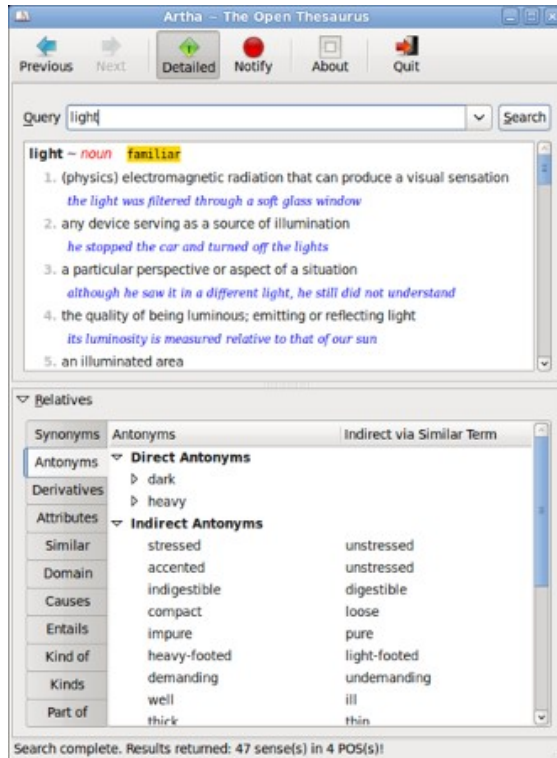 Artha ~ The Open Thesaurus
Previous Next Detailed Notify About Quit
Query light Search
light ~ noun familiar
1. (physics) electromagnetic radiation that can produce a visual sensation
the light was filtered through a soft glass window
2. any device serving as a source of illumination
he stopped the car and turned off the lights
3. a particular perspective or aspect of a situation
although he saw it in a different light, he still did not understand
4. the quality of being luminous; emitting or reflecting light
its luminosity is measured relative to that of our sun
5. an illuminated area
Relatives
Synonyms Antonyms Indirect via Similar Term
Antonyms Direct Antonyms
dark
Derivatives
heavy
Attributes Indirect Antonyms
Similar stressed unstressed
accented unstressed
Domain
indigestible digestible
Causes
compact loose
Entails impure pure
Kind of heavy-footed light-footed
Kinds demanding undemanding
well ill
Part of
thick thin
Search complete. Results returned: 47 sense(s) in 4 POS(s)!